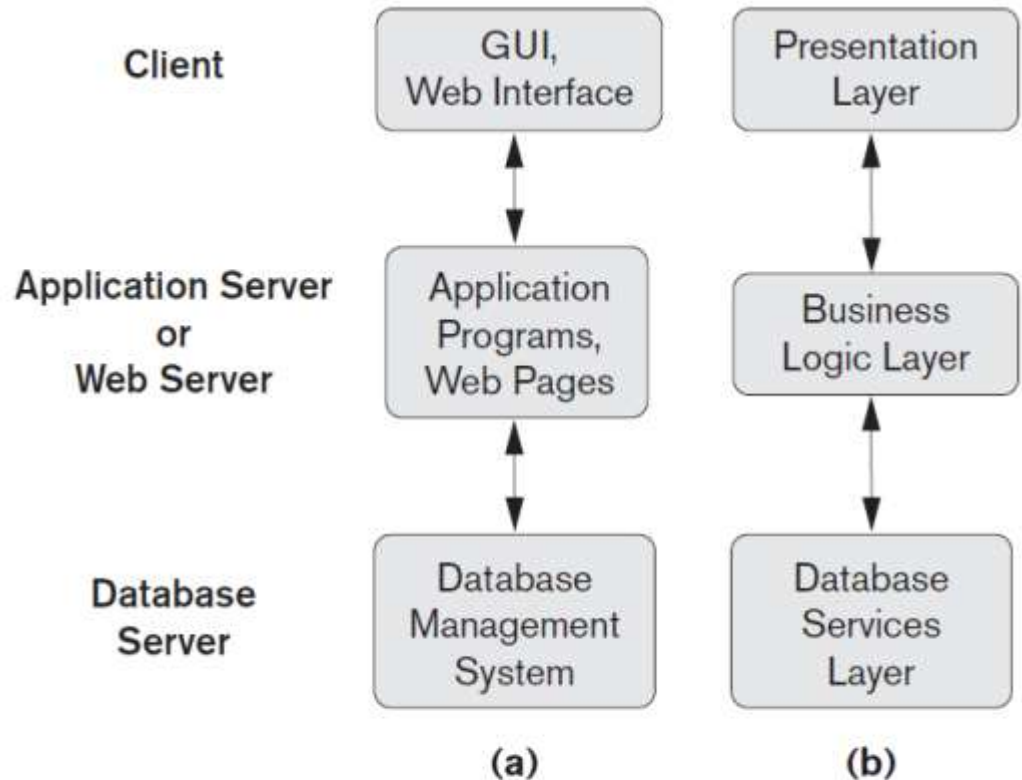 Client
GUI,
Web Interface
Presentation
Layer
Application Server
or
Web Server
Application
Programs,
Web Pages
Business
Logic Layer
Database
Server
Database
Management
System
Database
Services
Layer
(a)
(b)